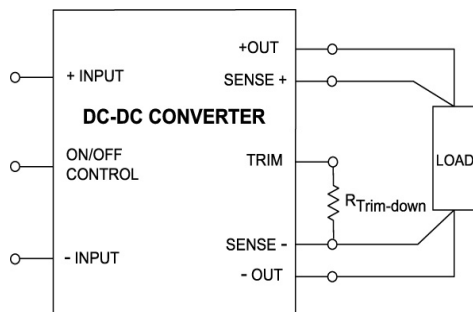 +OUT
+ INPUT
SENSE +
DC-DC CONVERTER
ON/OFF
CONTROL
TRIM
LOAD
RTrim-down
SENSE -
- INPUT
- OUT